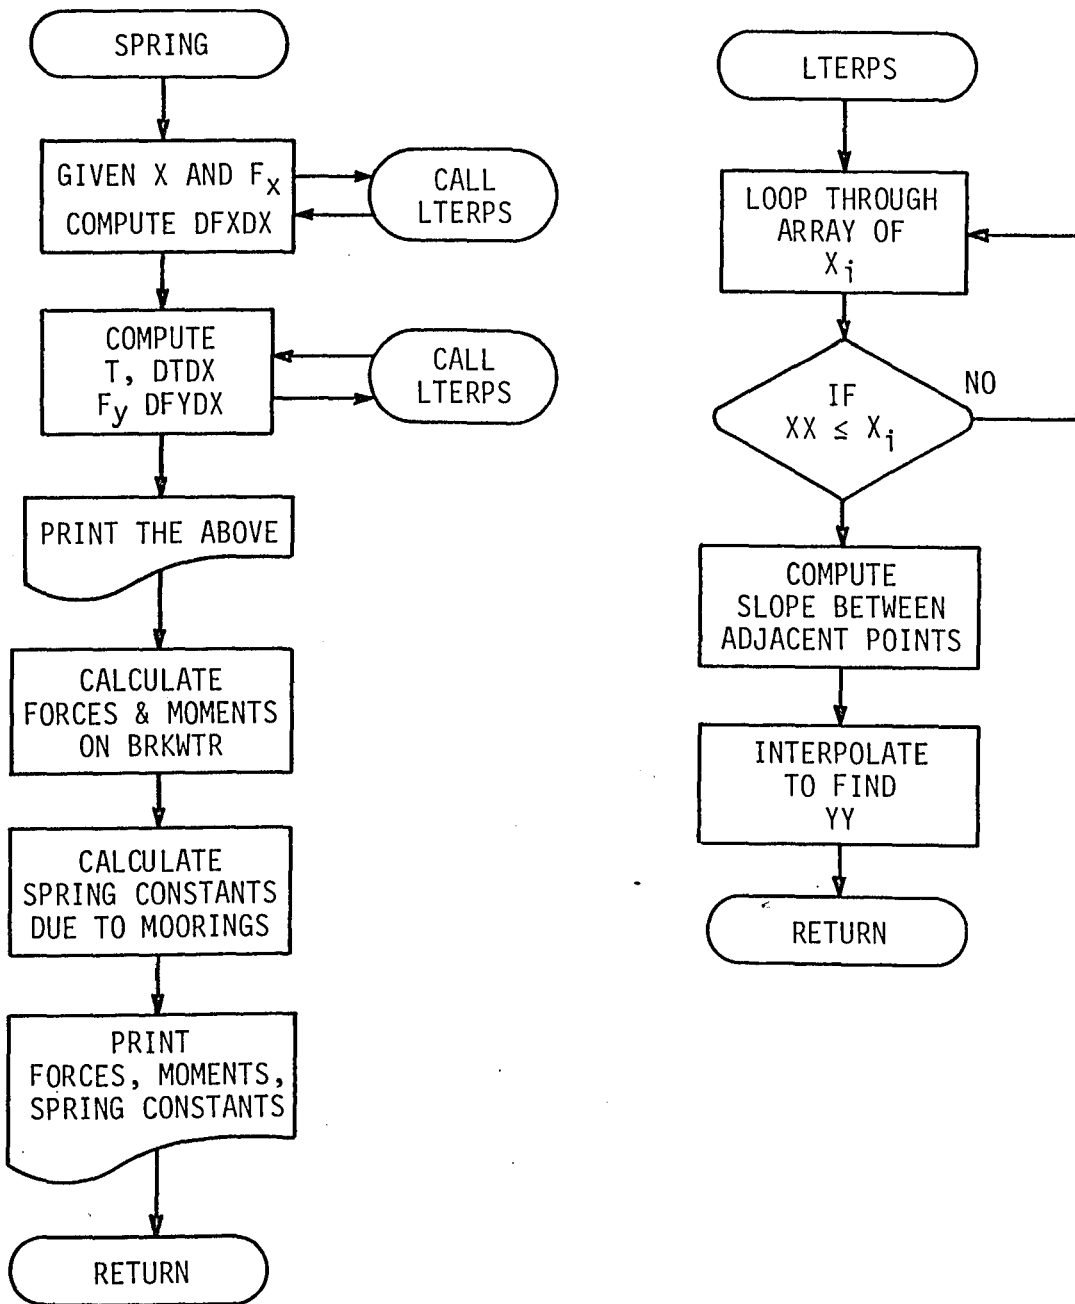 SPRING
GIVEN X AND Fx
COMPUTE DFXDX
CALL
LTERPS
COMPUTE
T, DTDX
Fy DFYDX
CALL
LTERPS
PRINT THE ABOVE
CALCULATE
FORCES & MOMENTS
ON BRKWTR
CALCULATE
SPRING CONSTANTS
DUE TO MOORINGS
PRINT
FORCES, MOMENTS,
SPRING CONSTANTS
RETURN
LTERPS
LOOP THROUGH
ARRAY OF
Xi
IF
XX ≤ Xi
NO
COMPUTE
SLOPE BETWEEN
ADJACENT POINTS
INTERPOLATE
TO FIND
YY
RETURN